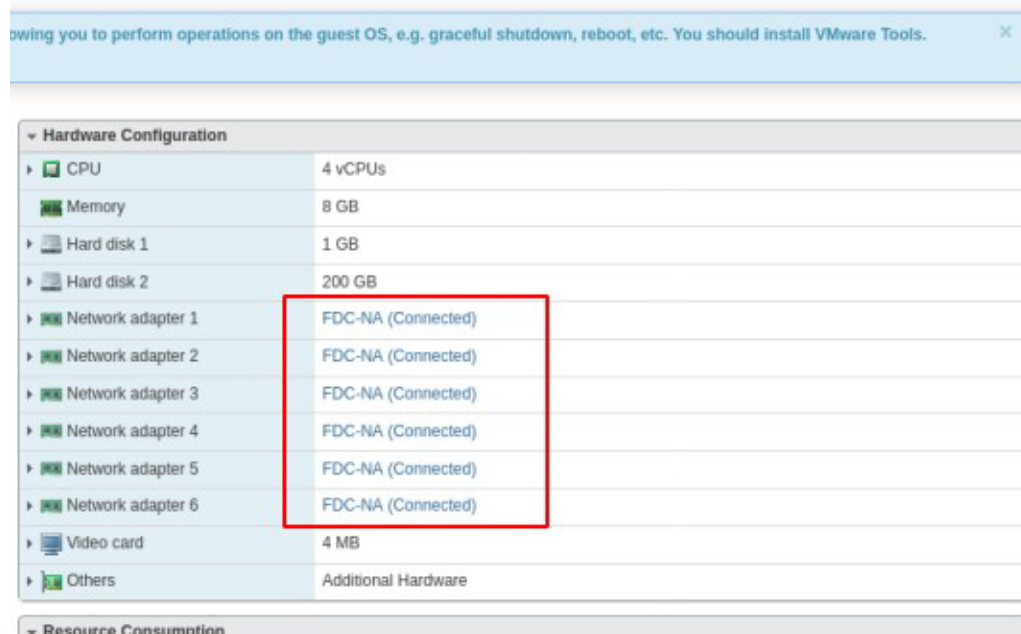 owing you to perform operations on the guest OS, e.g. graceful shutdown, reboot, etc. You should install VMware Tools.
Hardware Configuration
CPU 4 vCPUs
Memory 8 GB
Hard disk 1 1 GB
Hard disk 2 200 GB
Network adapter 1 FDC-NA (Connected)
Network adapter 2 FDC-NA (Connected)
Network adapter 3 FDC-NA (Connected)
Network adapter 4 FDC-NA (Connected)
Network adapter 5 FDC-NA (Connected)
Network adapter 6 FDC-NA (Connected)
Video card 4 MB
Others Additional Hardware
Resource Consumption